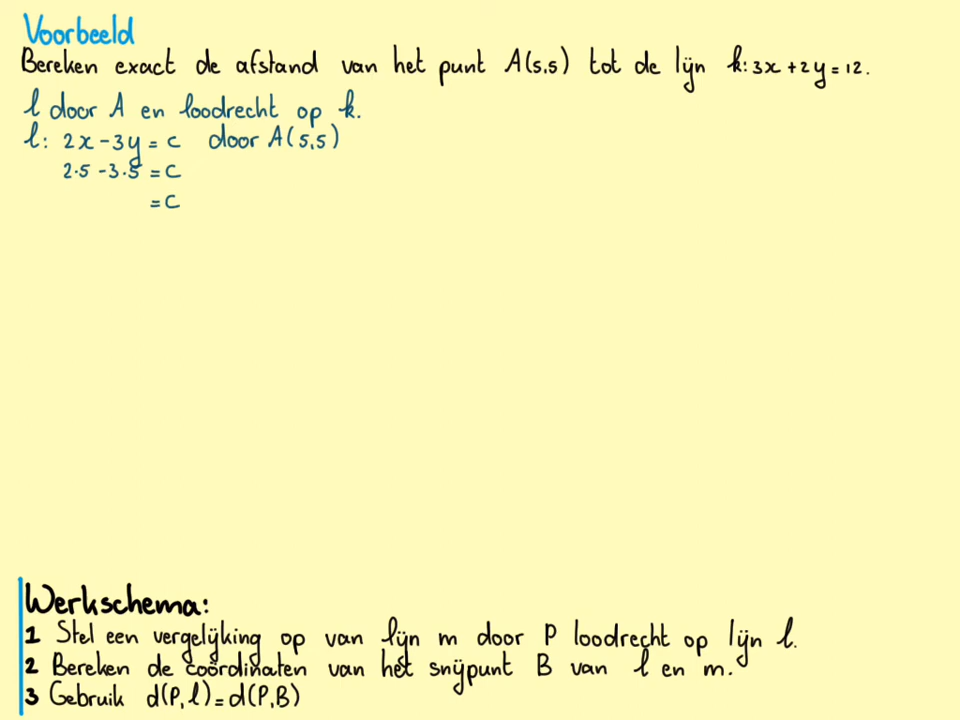 Voorbeeld
Bereken exact de afstand van het punt A(5,5) tot de lijn k: 3x + 2y = 12.
l door A en loodrecht op k.
l: 2x - 3y = c door A(5,5)
2·5 - 3·5 = c
= c
Werkschema:
1 Stel een vergelijking op van lijn m door P loodrecht op lijn l.
2 Bereken de coördinaten van het snijpunt B van l en m.
3 Gebruik d(P,l) = d(P,B)